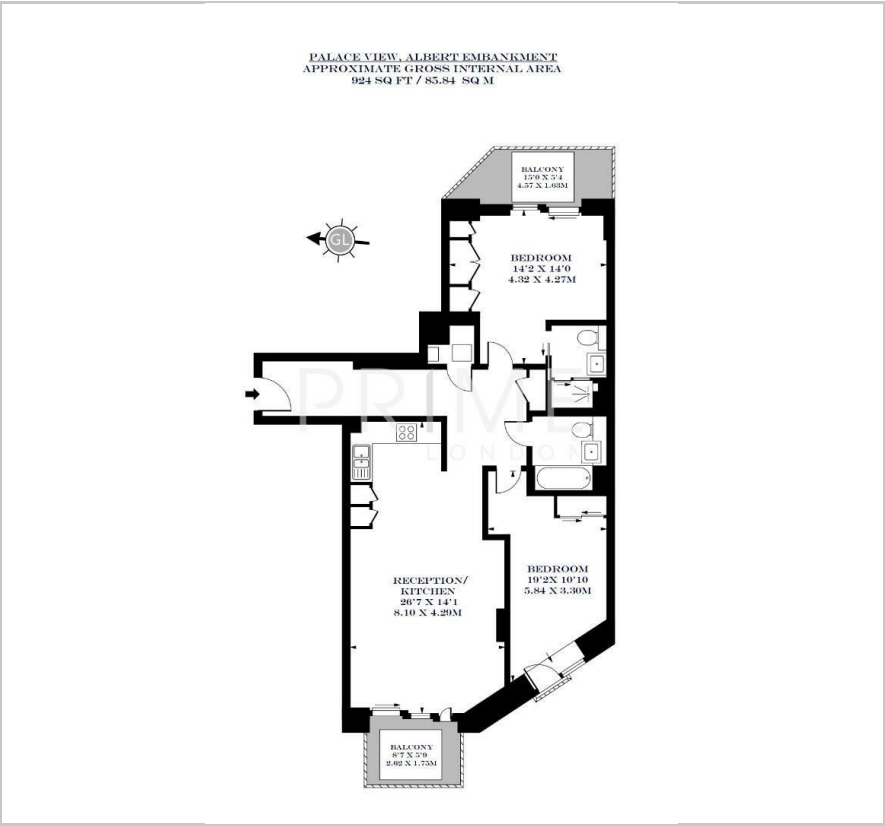 PALACE VIEW, ALBERT EMBANKMENT
APPROXIMATE GROSS INTERNAL AREA
924 SQ FT / 85.84 SQ M
BALCONY
15'0 X 5'4
4.57 X 1.63M
GL
BEDROOM
14'2 X 14'0
4.32 X 4.27M
PRIME
LONDON
BEDROOM
19'2X 10'10
5.84 X 3.30M
RECEPTION/
KITCHEN
26'7 X 14'1
8.10 X 4.29M
BALCONY
8'7 X 5'9
2.62 X 1.75M